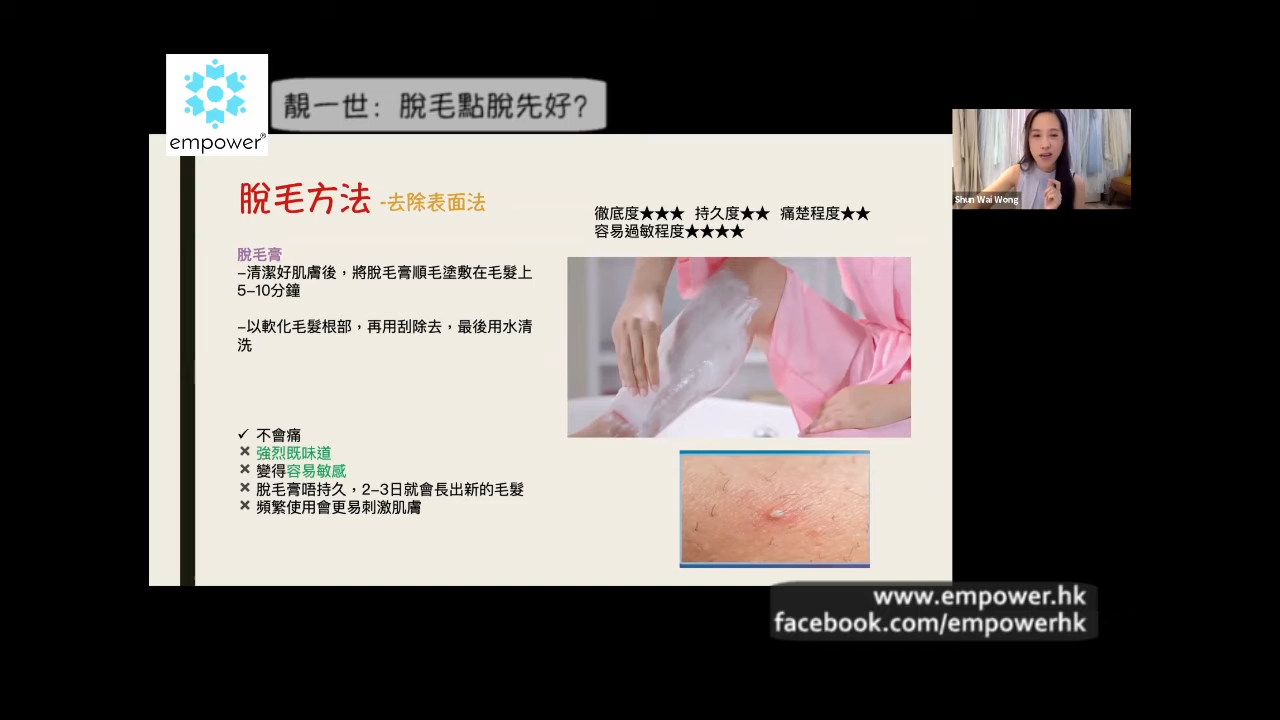 empower®
靚一世：脫毛點脫先好?
Shun Wai Wong
脫毛方法 -去除表面法
徹底度★★★ 持久度★★ 痛楚程度★★
容易過敏程度★★★★
脫毛膏
–清潔好肌膚後，將脫毛膏順毛塗敷在毛髮上
5–10分鐘
–以軟化毛髮根部，再用刮除去，最後用水清
洗
✓ 不會痛
✕ 強烈既味道
✕ 變得容易敏感
✕ 脫毛膏唔持久，2–3日就會長出新的毛髮
✕ 頻繁使用會更易刺激肌膚
www.empower.hk
facebook.com/empowerhk